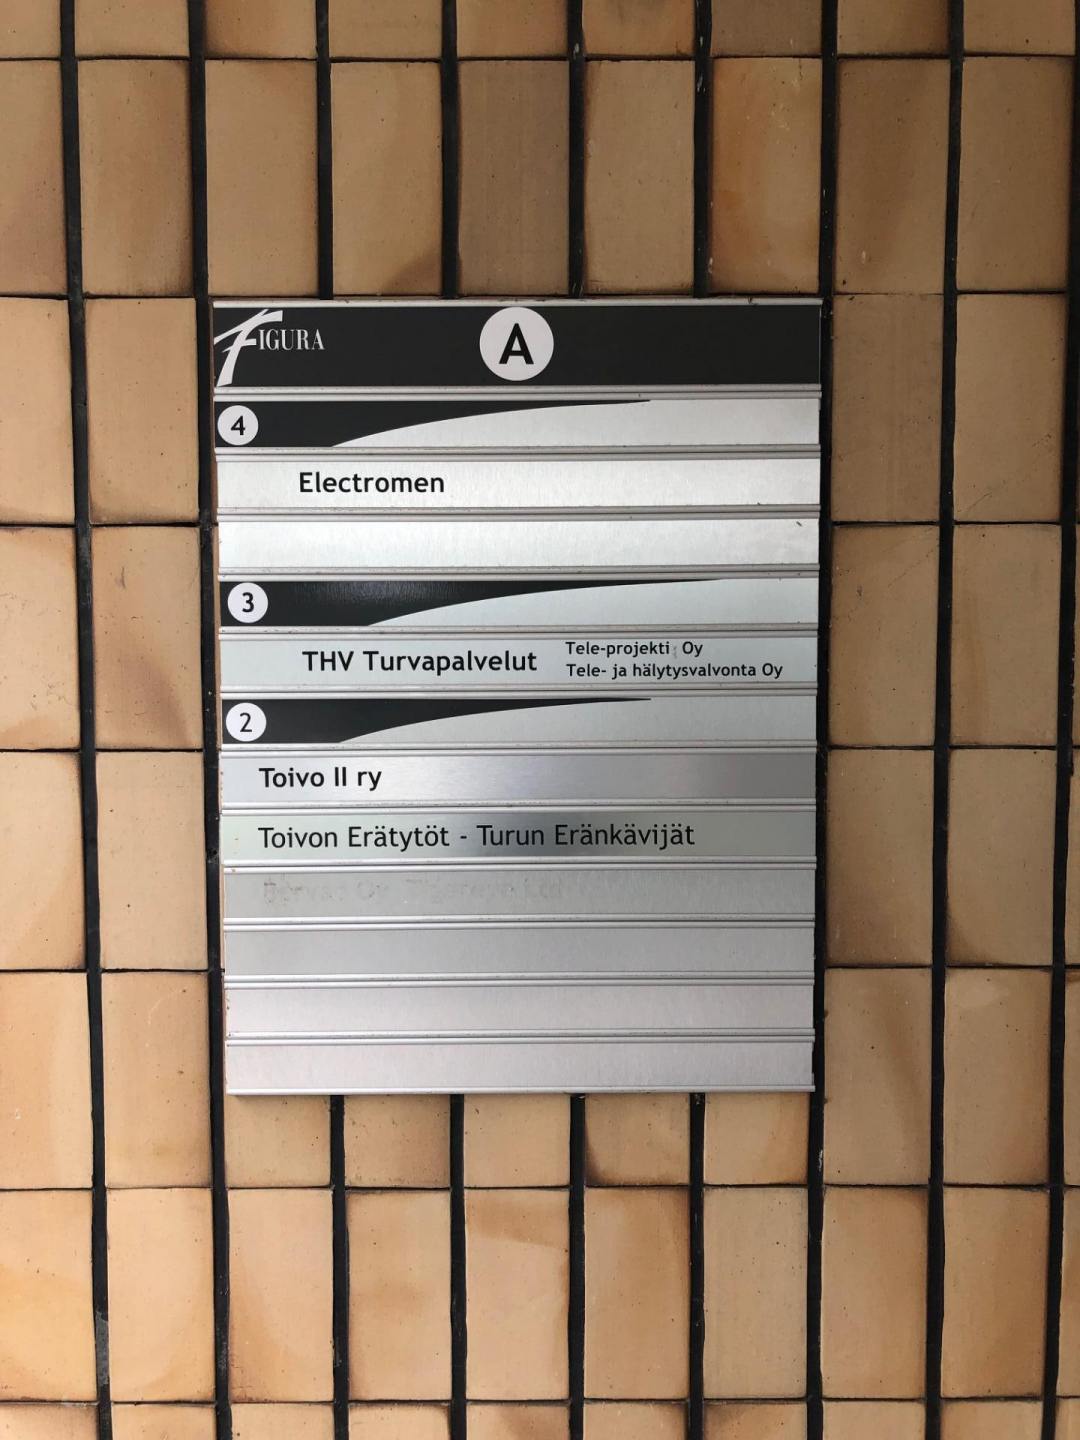 FIGURA A
4
Electromen
3
THV Turvapalvelut
Tele-projekti Oy
Tele- ja hälytysvalvonta Oy
2
Toivo II ry
Toivon Erätytöt - Turun Eränkävijät